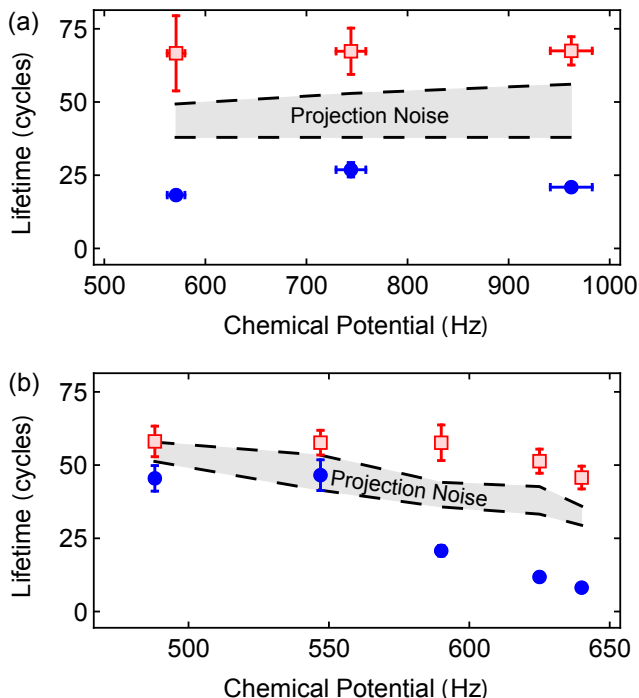 (a)
75
50
25
0
Lifetime (cycles)
Projection Noise
500 600 700 800 900 1000
Chemical Potential (Hz)
(b)
75
50
25
0
Lifetime (cycles)
Projection Noise
500 550 600 650
Chemical Potential (Hz)